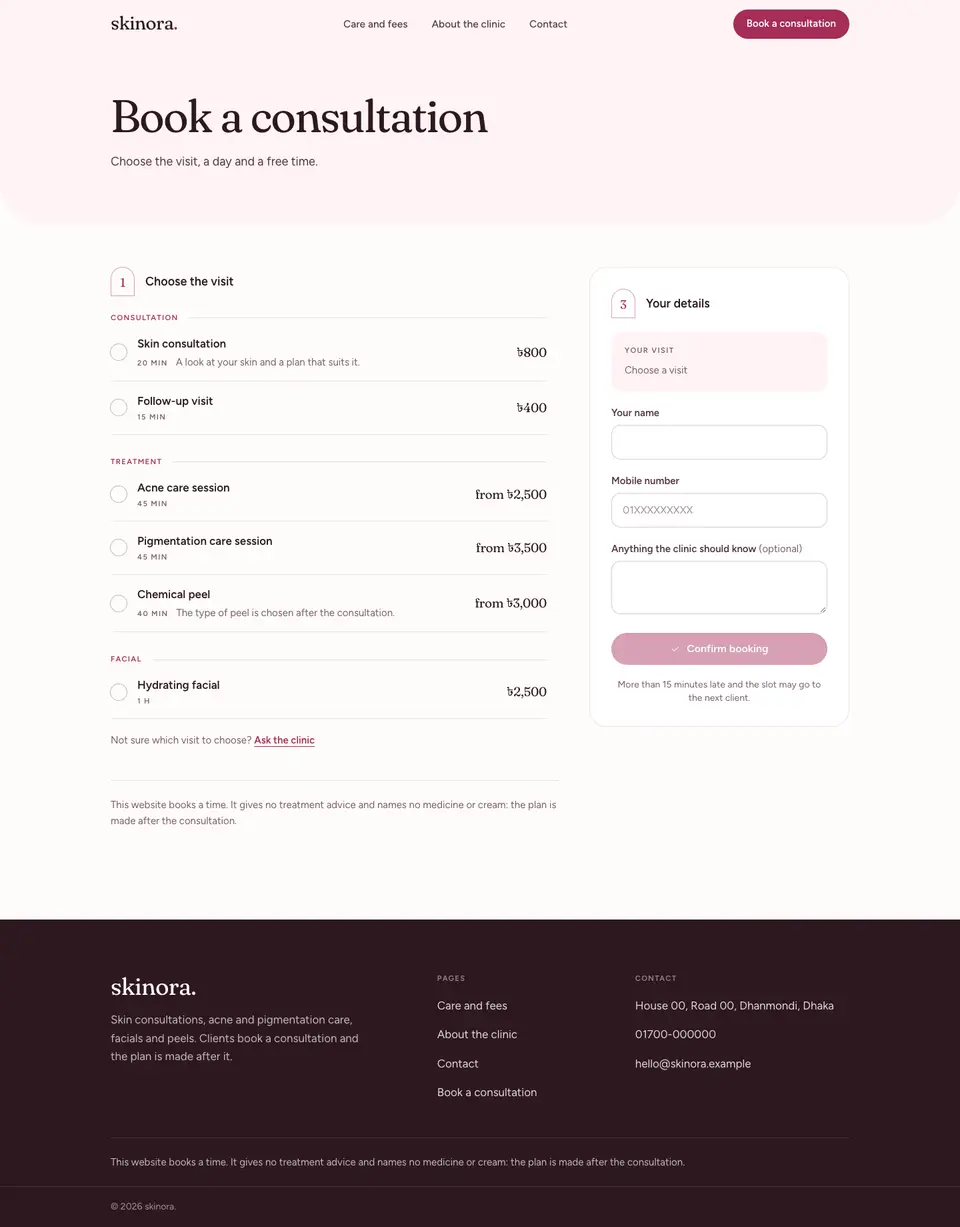 skinora.
Care and fees
About the clinic
Contact
Book a consultation
Book a consultation
Choose the visit, a day and a free time.
1
Choose the visit
CONSULTATION
Skin consultation
20 MIN A look at your skin and a plan that suits it.
৳800
Follow-up visit
15 MIN
৳400
TREATMENT
Acne care session
45 MIN
from ৳2,500
Pigmentation care session
45 MIN
from ৳3,500
Chemical peel
40 MIN The type of peel is chosen after the consultation.
from ৳3,000
FACIAL
Hydrating facial
1 H
৳2,500
Not sure which visit to choose? Ask the clinic
This website books a time. It gives no treatment advice and names no medicine or cream: the plan is
made after the consultation.
3
Your details
YOUR VISIT
Choose a visit
Your name
Mobile number
01XXXXXXXXX
Anything the clinic should know (optional)
Confirm booking
More than 15 minutes late and the slot may go to
the next client.
skinora.
Skin consultations, acne and pigmentation care,
facials and peels. Clients book a consultation and
the plan is made after it.
PAGES
Care and fees
About the clinic
Contact
Book a consultation
CONTACT
House 00, Road 00, Dhanmondi, Dhaka
01700-000000
hello@skinora.example
This website books a time. It gives no treatment advice and names no medicine or cream: the plan is made after the consultation.
© 2026 skinora.